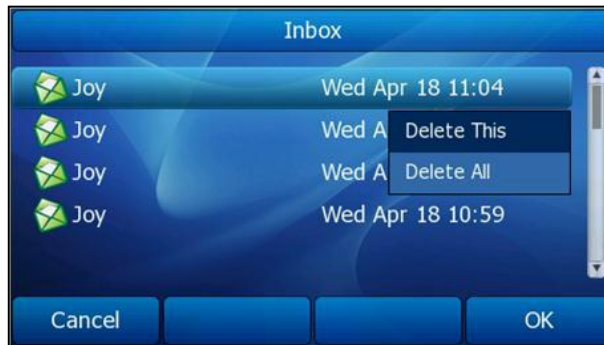 Inbox
Joy Wed Apr 18 11:04
Joy Wed A Delete This
Joy Wed A Delete All
Joy Wed Apr 18 10:59
Cancel OK